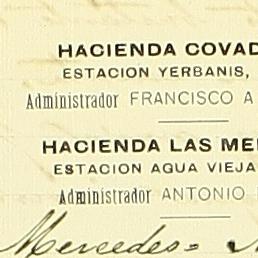 HACIENDA COVAD
ESTACION YERBANIS,
Administrador FRANCISCO A
HACIENDA LAS ME
ESTACION AGUA VIEJA
Administrador ANTONIO
Mercedes=